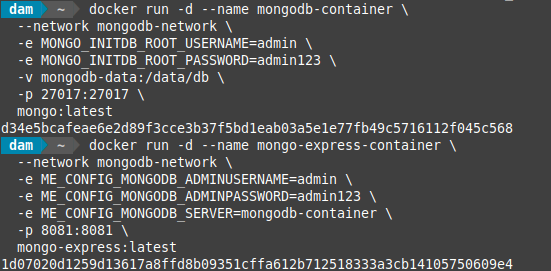 dam ~ docker run -d --name mongodb-container \
--network mongodb-network \
-e MONGO_INITDB_ROOT_USERNAME=admin \
-e MONGO_INITDB_ROOT_PASSWORD=admin123 \
-v mongodb-data:/data/db \
-p 27017:27017 \
mongo:latest
d34e5bcafeae6e2d89f3cce3b37f5bd1eab03a5e1e77fb49c5716112f045c568
dam ~ docker run -d --name mongo-express-container \
--network mongodb-network \
-e ME_CONFIG_MONGODB_ADMINUSERNAME=admin \
-e ME_CONFIG_MONGODB_ADMINPASSWORD=admin123 \
-e ME_CONFIG_MONGODB_SERVER=mongodb-container \
-p 8081:8081 \
mongo-express:latest
1d07020d1259d13617a8ffd8b09351cffa612b712518333a3cb14105750609e4